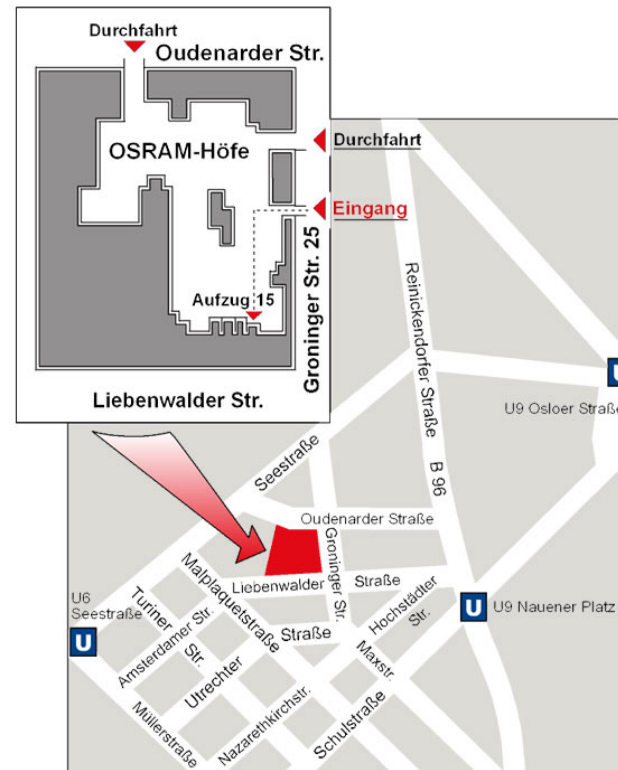 Durchfahrt
Oudenarder Str.
Durchfahrt
OSRAM-Höfe
Eingang
Groninger Str. 25
Aufzug 15
Liebenwalder Str.
Reinickendorfer Straße
B 96
U
U9 Osloer Straße
Seestraße
Oudenarder Straße
Groninger Str.
Malplaquetstraße
Liebenwalder Straße
U6
Seestraße
U
Turiner Str.
Amsterdamer Str.
Utrechter Straße
Hochstädter Str.
U
U9 Nauener Platz
Maxstr.
Müllerstraße
Nazarethkirchstr.
Schulstraße